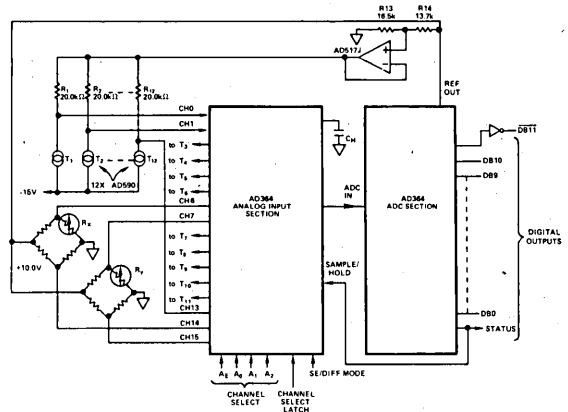 R13
16.5k
R14
13.7k
AD517J
REF
OUT
R1
20.0kΩ
R2
20.0kΩ
R12
20.0kΩ
CH0
CH1
T1
T2
T12
to T3
to T4
to T5
to T6
-15V
12X AD590
CH6
CH7
RX
RY
+10.0V
to T7
to T8
to T9
to T10
to T11
CH13
CH14
CH15
AD364
ANALOG INPUT
SECTION
CH
ADC
IN
AD364
ADC SECTION
SAMPLE/
HOLD
DB11
DB10
DB9
DIGITAL
OUTPUTS
DB0
STATUS
AE
A0
A1
A2
SE/DIFF MODE
CHANNEL
SELECT
CHANNEL
SELECT
LATCH